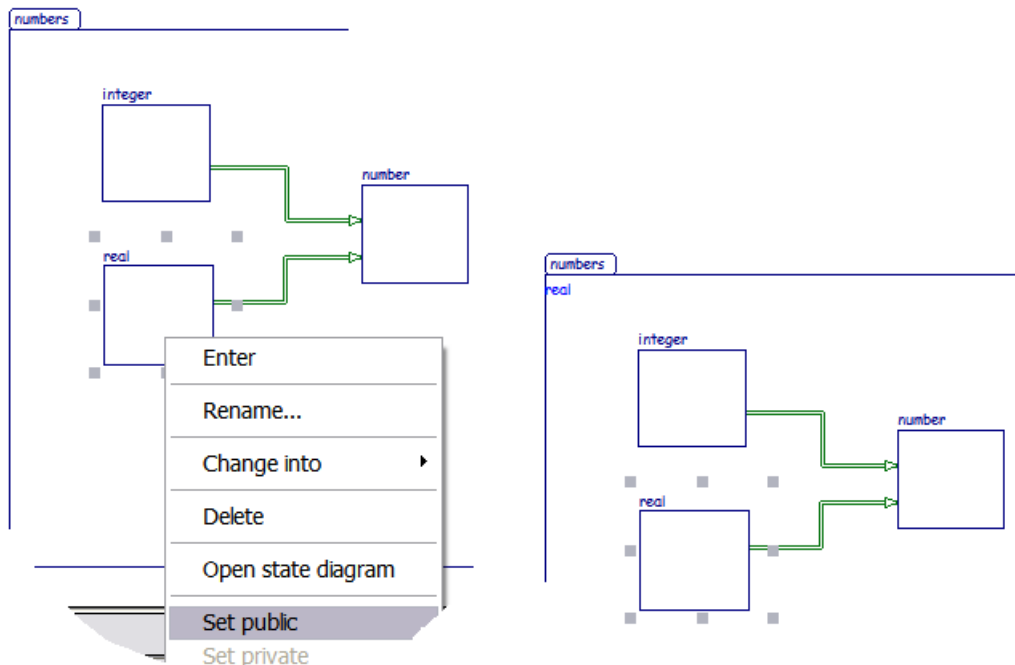 numbers
integer
number
real
Enter
Rename...
Change into
Delete
Open state diagram
Set public
Set private
numbers
real
integer
number
real